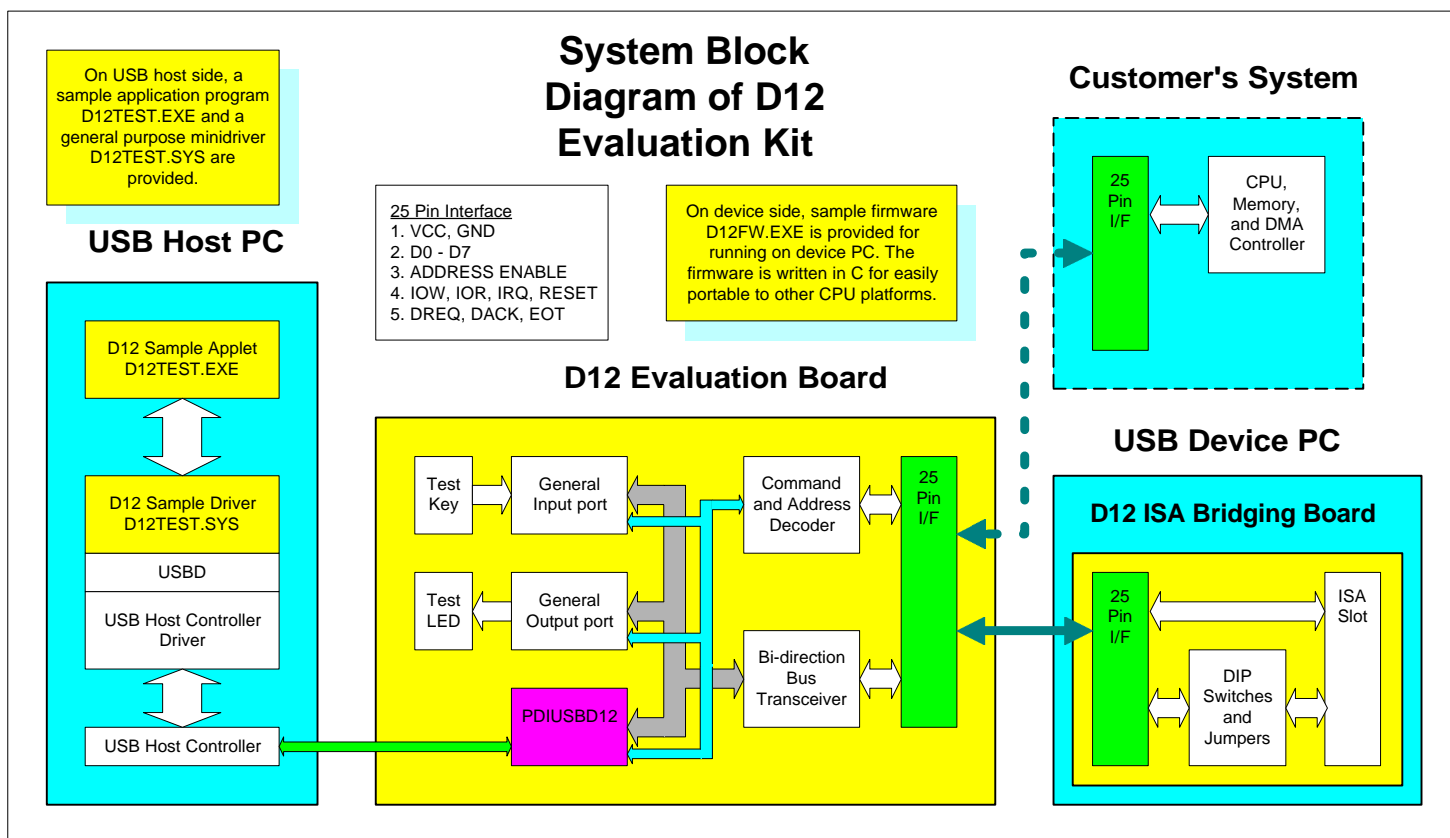 On USB host side, a
sample application program
D12TEST.EXE and a
general purpose minidriver
D12TEST.SYS are
provided.
System Block
Diagram of D12
Evaluation Kit
25 Pin Interface
1. VCC, GND
2. D0 - D7
3. ADDRESS ENABLE
4. IOW, IOR, IRQ, RESET
5. DREQ, DACK, EOT
On device side, sample firmware
D12FW.EXE is provided for
running on device PC. The
firmware is written in C for easily
portable to other CPU platforms.
Customer's System
25
Pin
I/F
CPU,
Memory,
and DMA
Controller
USB Host PC
D12 Sample Applet
D12TEST.EXE
D12 Sample Driver
D12TEST.SYS
USBD
USB Host Controller
Driver
USB Host Controller
D12 Evaluation Board
Test
Key
General
Input port
Command
and Address
Decoder
25
Pin
I/F
Test
LED
General
Output port
Bi-direction
Bus
Transceiver
PDIUSBD12
USB Device PC
D12 ISA Bridging Board
25
Pin
I/F
ISA
Slot
DIP
Switches
and
Jumpers